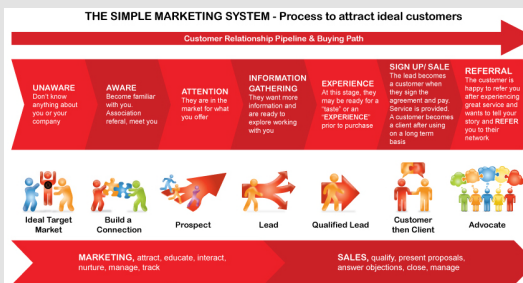 THE SIMPLE MARKETING SYSTEM - Process to attract ideal customers
Customer Relationship Pipeline & Buying Path
UNAWARE
Don't know
anything about
you or your
company
AWARE
Become familiar
with you.
Association
referal, meet you
ATTENTION
They are in the
market for what
you offer
INFORMATION
GATHERING
They want more
information and
are ready to
explore working
with you
EXPERIENCE
At this stage, they
may be ready for a
"taste" or an
"EXPERIENCE"
prior to purchase
SIGN UP/ SALE
The lead becomes
a customer when
they sign the
agreement and pay.
Service is provided.
A customer becomes
a client after using
on a long term
basis
REFERRAL
The customer is
happy to refer you
after experiencing
great service and
wants to tell your
story and REFER
you to their
network
Ideal Target
Market
Build a
Connection
Prospect
Lead
Qualified Lead
Customer
then Client
Advocate
MARKETING, attract, educate, interact,
nurture, manage, track
SALES, qualify, present proposals,
answer objections, close, manage